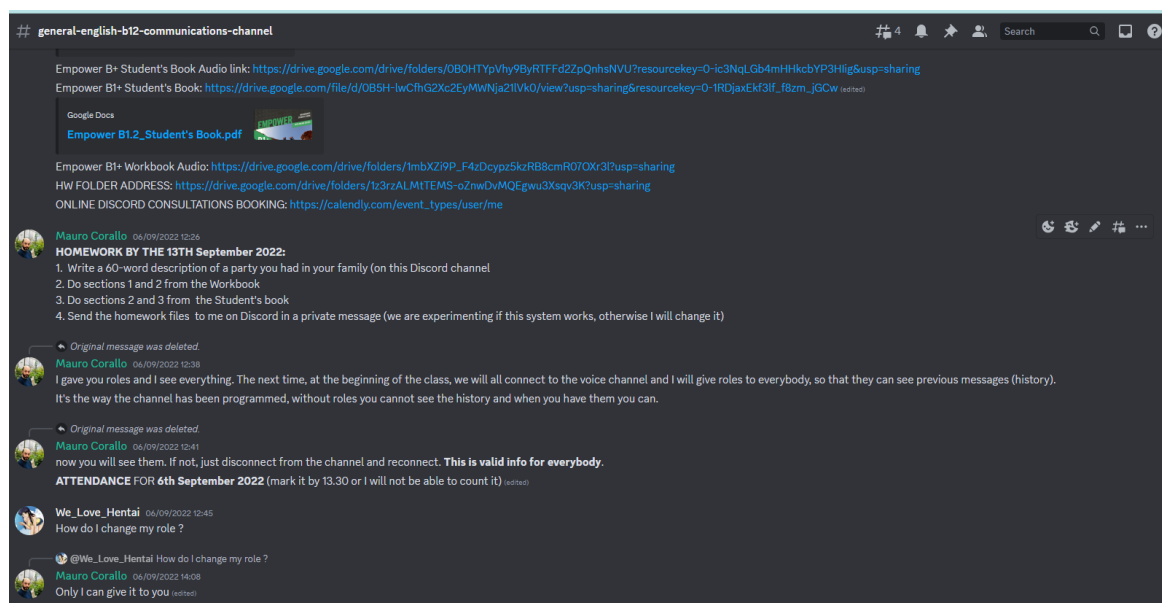 general-english-b12-communications-channel
4
Search
Empower B+ Student's Book Audio link: https://drive.google.com/drive/folders/0B0HTYpVhy9ByRTFFd2ZpQnhsNVU?resourcekey=0-ic3NqLGb4mHHkcbYP3Hlig&usp=sharing
Empower B1+ Student's Book: https://drive.google.com/file/d/0B5H-lwCfhG2Xc2EyMWNja21lVk0/view?usp=sharing&resourcekey=0-1RDjaxEkf3lf_f8zm_jGCw (edited)
Google Docs
Empower B1.2_Student's Book.pdf
EMPOWER
Empower B1+ Workbook Audio: https://drive.google.com/drive/folders/1mbXZi9P_F4zDcypz5kzRB8cmR07OXr3l?usp=sharing
HW FOLDER ADDRESS: https://drive.google.com/drive/folders/1z3rzALMtTEMS-oZnwDvMQEgwu3Xsqv3K?usp=sharing
ONLINE DISCORD CONSULTATIONS BOOKING: https://calendly.com/event_types/user/me
Mauro Corallo 06/09/2022 12:26
HOMEWORK BY THE 13TH September 2022:
1. Write a 60-word description of a party you had in your family (on this Discord channel
2. Do sections 1 and 2 from the Workbook
3. Do sections 2 and 3 from the Student's book
4. Send the homework files to me on Discord in a private message (we are experimenting if this system works, otherwise I will change it)
Original message was deleted.
Mauro Corallo 06/09/2022 12:38
I gave you roles and I see everything. The next time, at the beginning of the class, we will all connect to the voice channel and I will give roles to everybody, so that they can see previous messages (history).
It's the way the channel has been programmed, without roles you cannot see the history and when you have them you can.
Original message was deleted.
Mauro Corallo 06/09/2022 12:41
now you will see them. If not, just disconnect from the channel and reconnect. This is valid info for everybody.
ATTENDANCE FOR 6th September 2022 (mark it by 13.30 or I will not be able to count it) (edited)
We_Love_Hentai 06/09/2022 12:45
How do I change my role ?
@We_Love_Hentai How do I change my role ?
Mauro Corallo 06/09/2022 14:08
Only I can give it to you (edited)